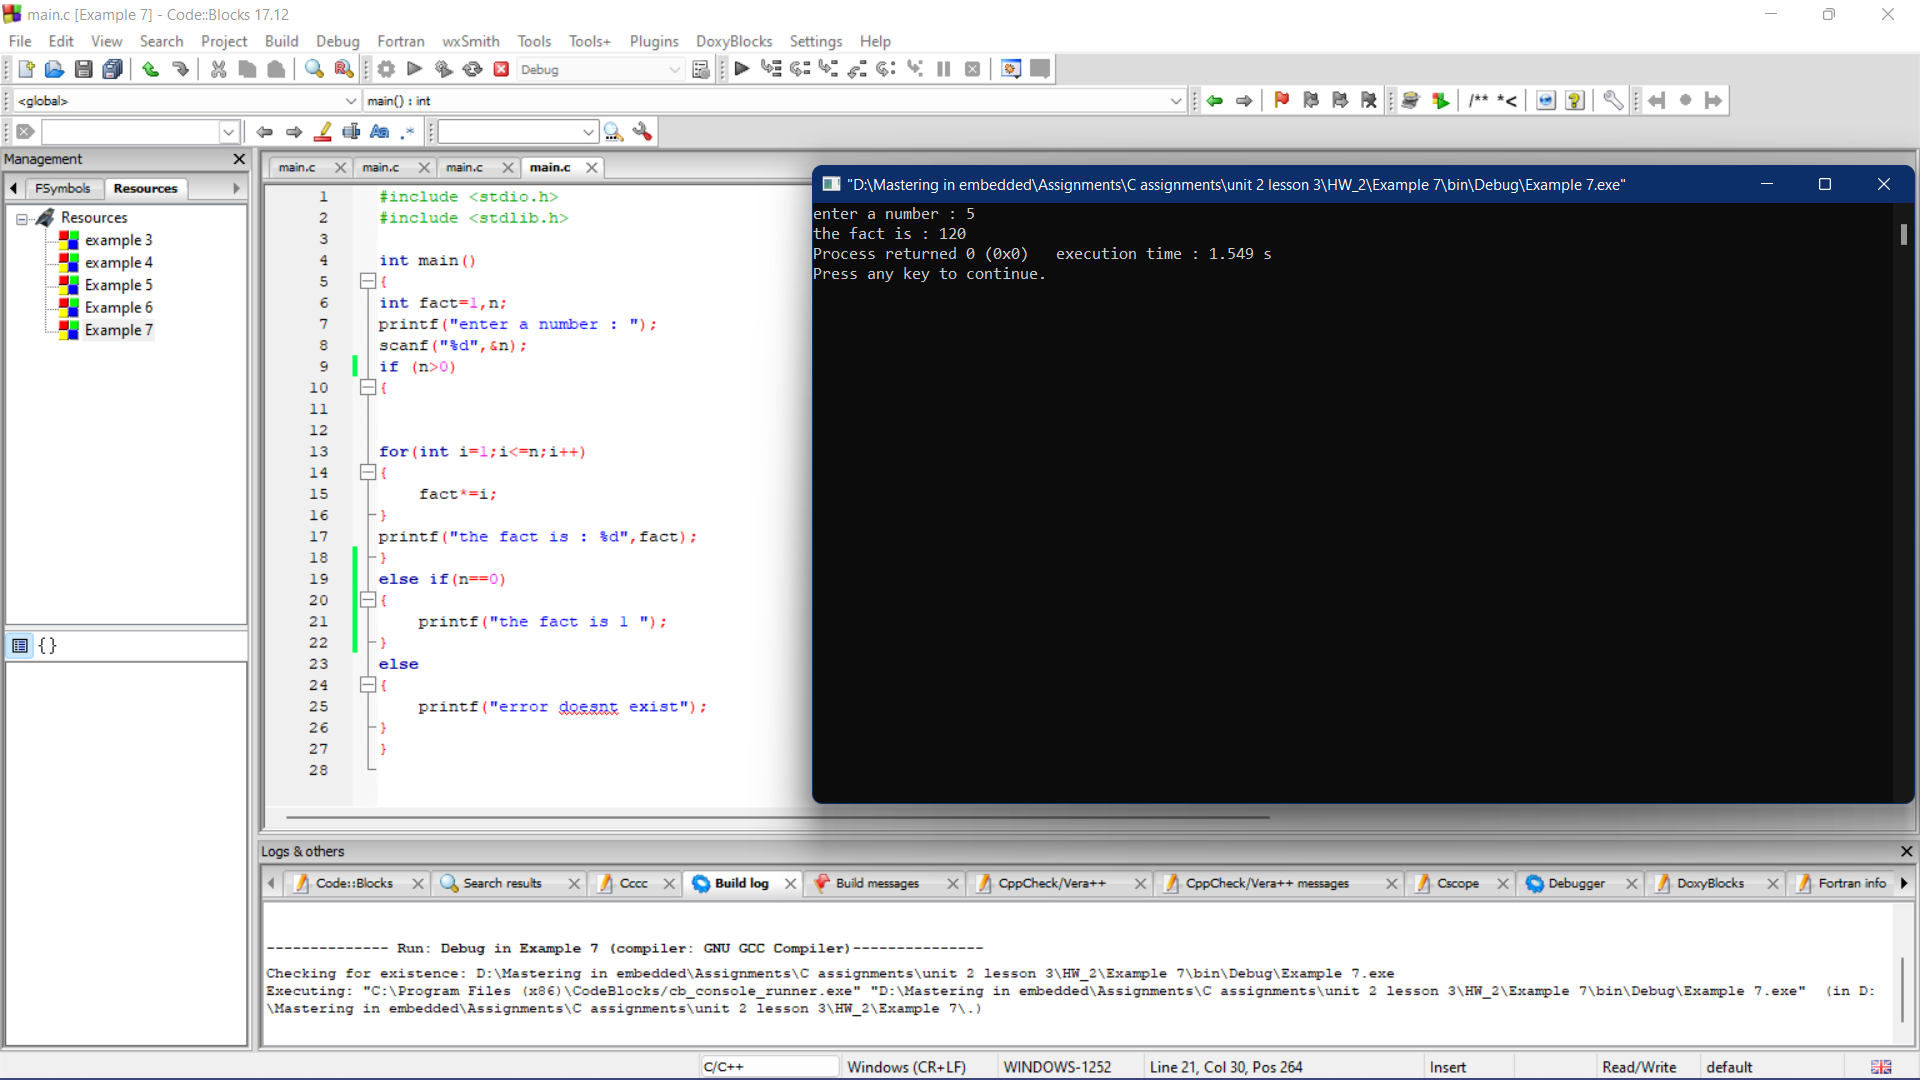 main.c [Example 7] - Code::Blocks 17.12
File Edit View Search Project Build Debug Fortran wxSmith Tools Tools+ Plugins DoxyBlocks Settings Help
Debug
<global> main() : int
/** *<
Management
FSymbols Resources
Resources
example 3
example 4
Example 5
Example 6
Example 7
{}
main.c main.c main.c main.c
1 #include <stdio.h>
2 #include <stdlib.h>
3
4 int main()
5 {
6 int fact=1,n;
7 printf("enter a number : ");
8 scanf("%d",&n);
9 if (n>0)
10 {
11
12
13 for(int i=1;i<=n;i++)
14 {
15 fact*=i;
16 }
17 printf("the fact is : %d",fact);
18 }
19 else if(n==0)
20 {
21 printf("the fact is 1 ");
22 }
23 else
24 {
25 printf("error doesnt exist");
26 }
27 }
28
"D:\Mastering in embedded\Assignments\C assignments\unit 2 lesson 3\HW_2\Example 7\bin\Debug\Example 7.exe"
enter a number : 5
the fact is : 120
Process returned 0 (0x0) execution time : 1.549 s
Press any key to continue.
Logs & others
Code::Blocks Search results Cccc Build log Build messages CppCheck/Vera++ CppCheck/Vera++ messages Cscope Debugger DoxyBlocks Fortran info
-------------- Run: Debug in Example 7 (compiler: GNU GCC Compiler)---------------
Checking for existence: D:\Mastering in embedded\Assignments\C assignments\unit 2 lesson 3\HW_2\Example 7\bin\Debug\Example 7.exe
Executing: "C:\Program Files (x86)\CodeBlocks/cb_console_runner.exe" "D:\Mastering in embedded\Assignments\C assignments\unit 2 lesson 3\HW_2\Example 7\bin\Debug\Example 7.exe" (in D:
\Mastering in embedded\Assignments\C assignments\unit 2 lesson 3\HW_2\Example 7\.)
C/C++ Windows (CR+LF) WINDOWS-1252 Line 21, Col 30, Pos 264 Insert Read/Write default